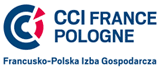 CCI FRANCE
POLOGNE
Francusko-Polska Izba Gospodarcza